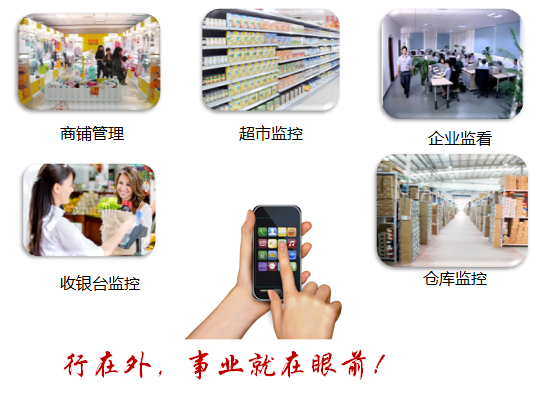 商铺管理
超市监控
企业监看
收银台监控
仓库监控
行在外，事业就在眼前！